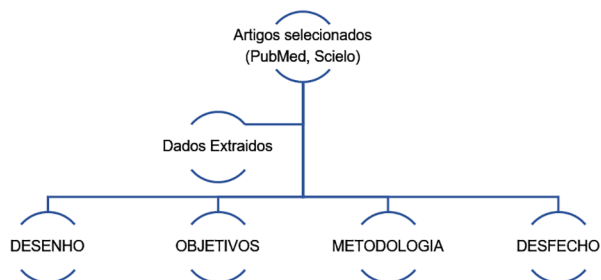 Artigos selecionados
(PubMed, Scielo)
Dados Extraidos
DESENHO
OBJETIVOS
METODOLOGIA
DESFECHO